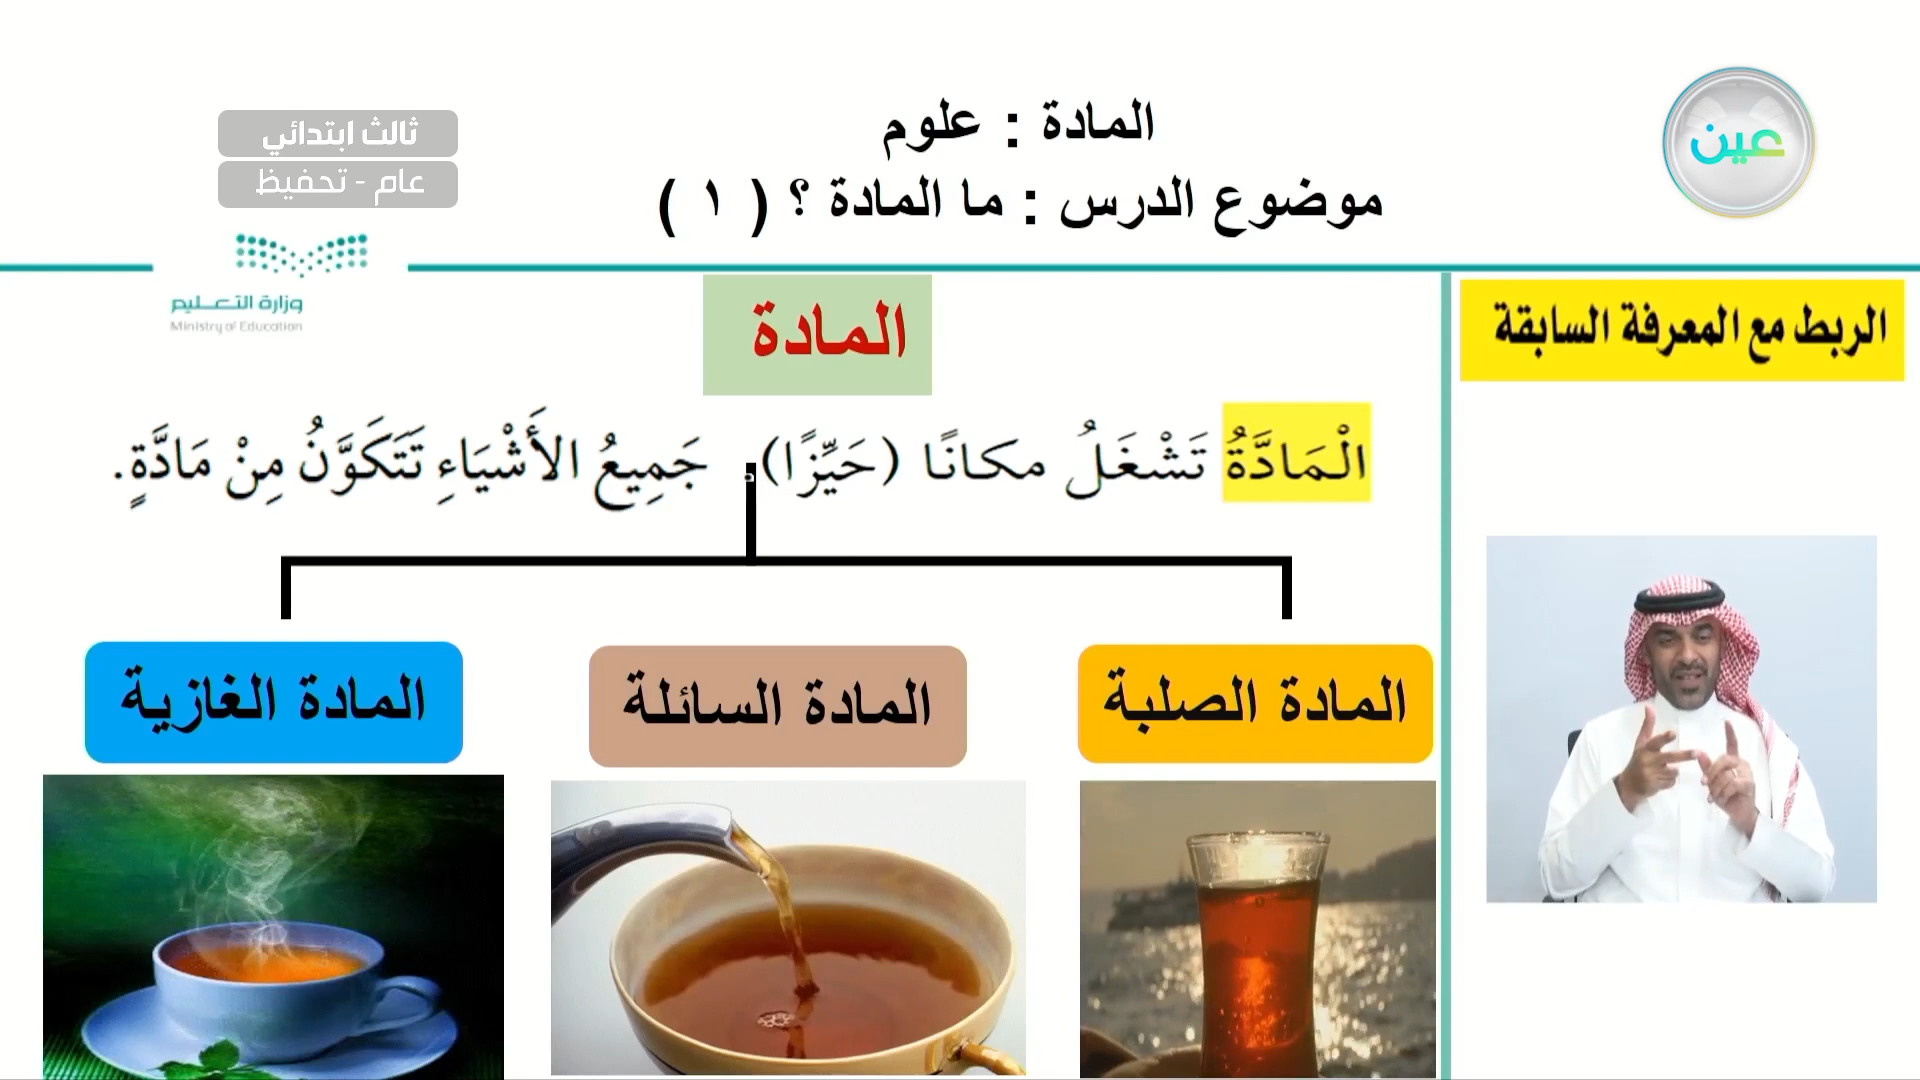 المادة : علوم
موضوع الدرس : ما المادة ؟ ( ١ )
عين
ثالث ابتدائي
عام - تحفيظ
وزارة التعـــليم
Ministry of Education
الربط مع المعرفة السابقة
المادة
الْمَادَّةُ تَشْغَلُ مكانًا (حَيِّزًا). جَمِيعُ الأَشْيَاءِ تَتَكَوَّنُ مِنْ مَادَّةٍ.
المادة الصلبة
المادة السائلة
المادة الغازية